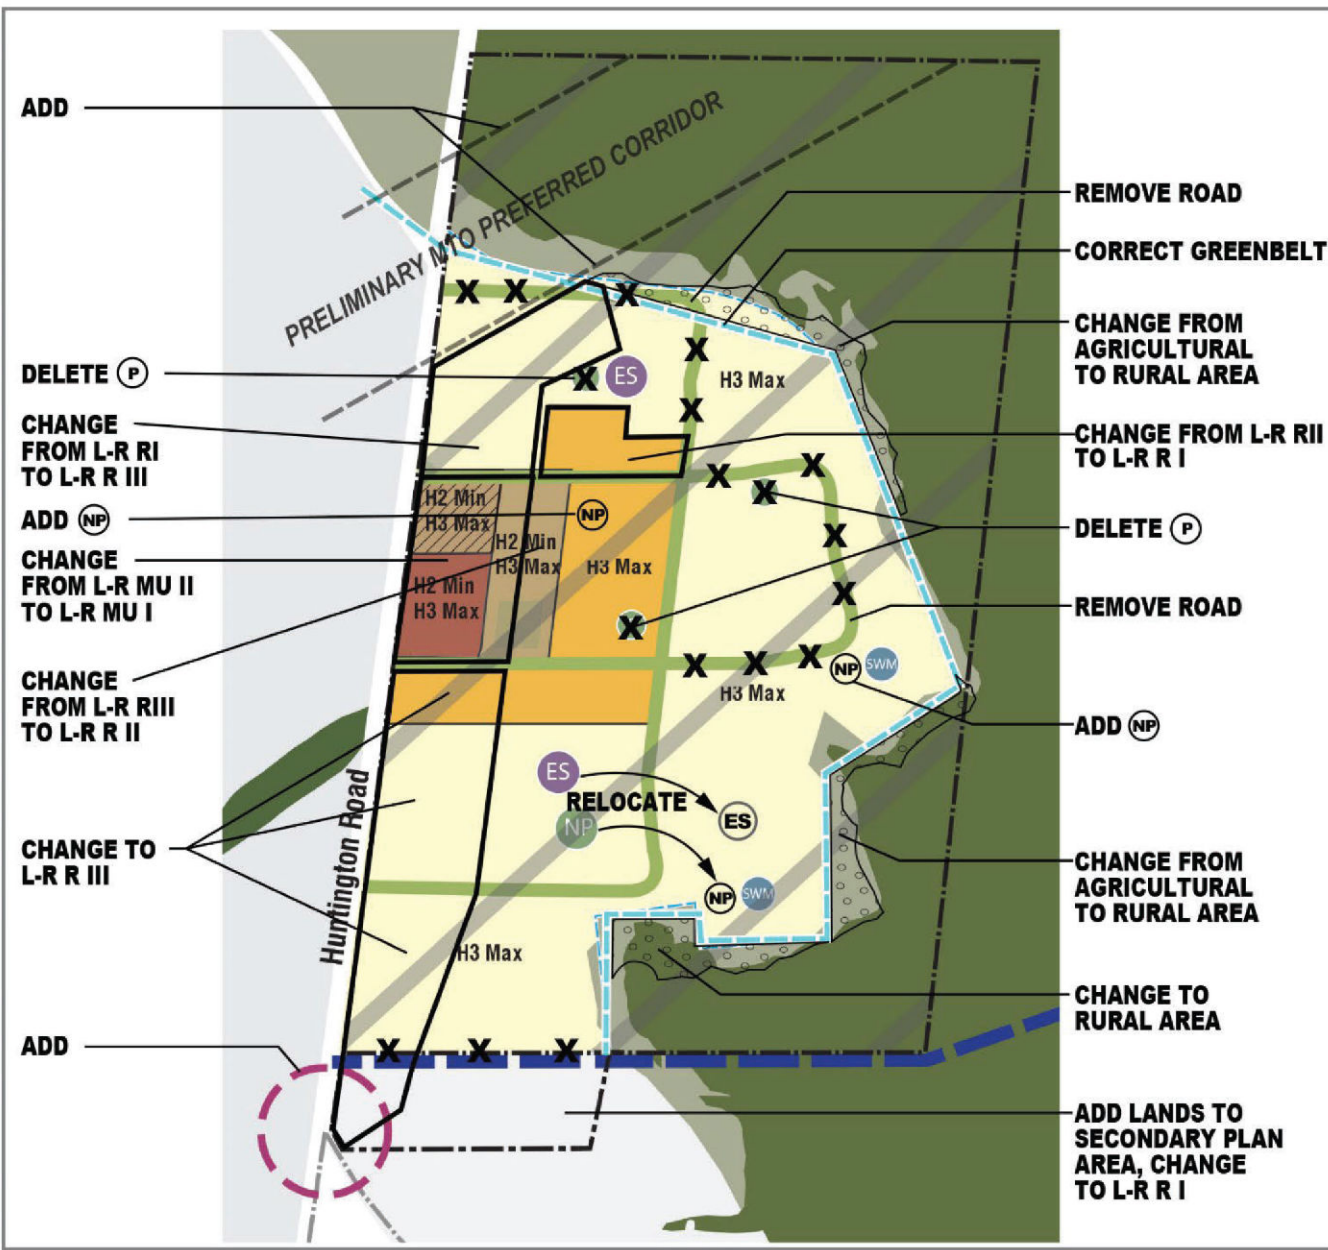 ADD
DELETE P
CHANGE
FROM L-R RI
TO L-R R III
ADD NP
CHANGE
FROM L-R MU II
TO L-R MU I
CHANGE
FROM L-R RIII
TO L-R R II
CHANGE TO
L-R R III
ADD
PRELIMINARY MTO PREFERRED CORRIDOR
X X X
X
X
X ES
H3 Max
H2 Min
H3 Max
H2 Min
H3 Max
H2 Min
H3 Max
NP
H3 Max
X
X X
X
X
X
X X X
NP SWM
H3 Max
ES
RELOCATE
NP
ES
NP SWM
H3 Max
Huntington Road
X X X
REMOVE ROAD
CORRECT GREENBELT
CHANGE FROM
AGRICULTURAL
TO RURAL AREA
CHANGE FROM L-R RII
TO L-R R I
DELETE P
REMOVE ROAD
ADD NP
CHANGE FROM
AGRICULTURAL
TO RURAL AREA
CHANGE TO
RURAL AREA
ADD LANDS TO
SECONDARY PLAN
AREA, CHANGE
TO L-R R I